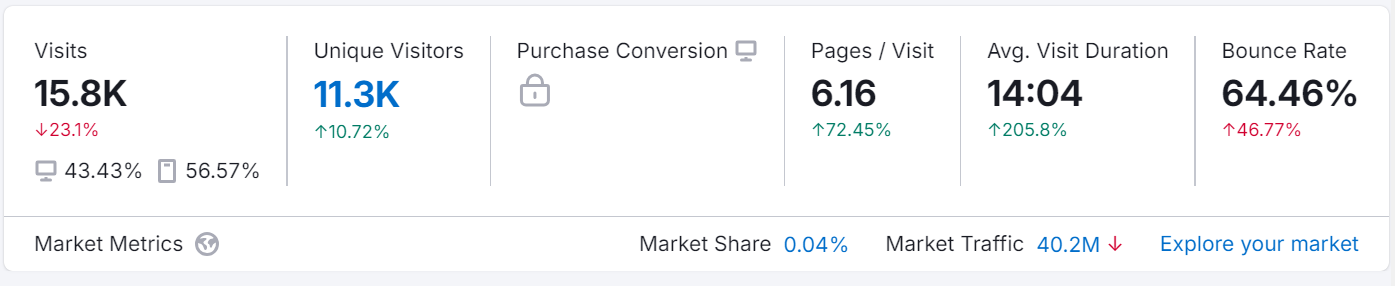 Visits
15.8K
↓23.1%
43.43% 56.57%
Unique Visitors
11.3K
↑10.72%
Purchase Conversion
Pages / Visit
6.16
↑72.45%
Avg. Visit Duration
14:04
↑205.8%
Bounce Rate
64.46%
↑46.77%
Market Metrics
Market Share 0.04%
Market Traffic 40.2M ↓
Explore your market